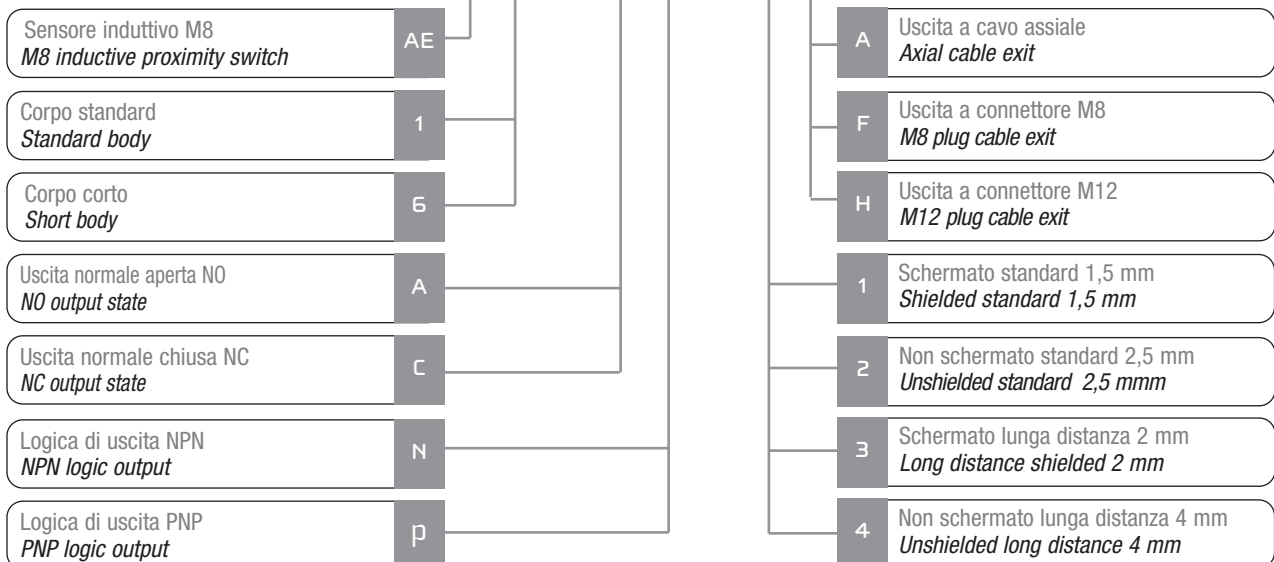 Sensore induttivo M8
M8 inductive proximity switch
AE
Corpo standard
Standard body
1
Corpo corto
Short body
6
Uscita normale aperta NO
NO output state
A
Uscita normale chiusa NC
NC output state
C
Logica di uscita NPN
NPN logic output
N
Logica di uscita PNP
PNP logic output
p
A
Uscita a cavo assiale
Axial cable exit
F
Uscita a connettore M8
M8 plug cable exit
H
Uscita a connettore M12
M12 plug cable exit
1
Schermato standard 1,5 mm
Shielded standard 1,5 mm
2
Non schermato standard 2,5 mm
Unshielded standard 2,5 mmm
3
Schermato lunga distanza 2 mm
Long distance shielded 2 mm
4
Non schermato lunga distanza 4 mm
Unshielded long distance 4 mm